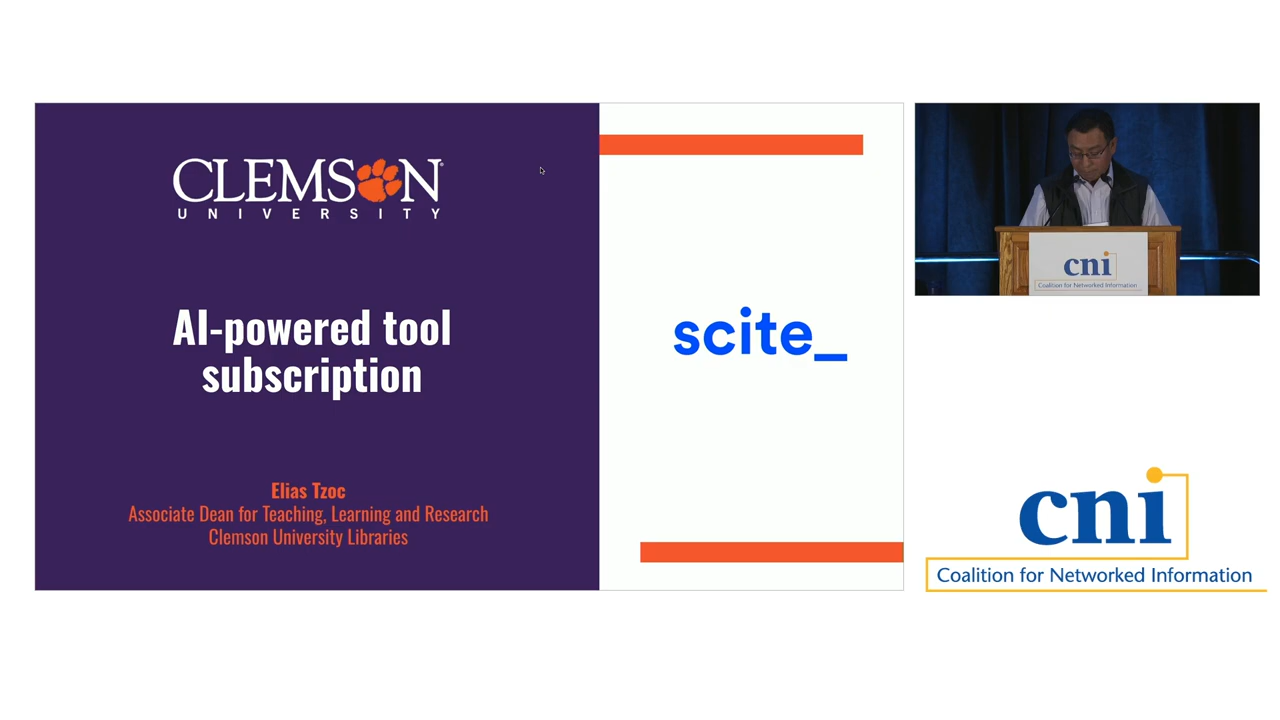 CLEMSON
UNIVERSITY
AI-powered tool
subscription
Elias Tzoc
Associate Dean for Teaching, Learning and Research
Clemson University Libraries
scite_
cni
Coalition for Networked Information
cni
Coalition for Networked Information